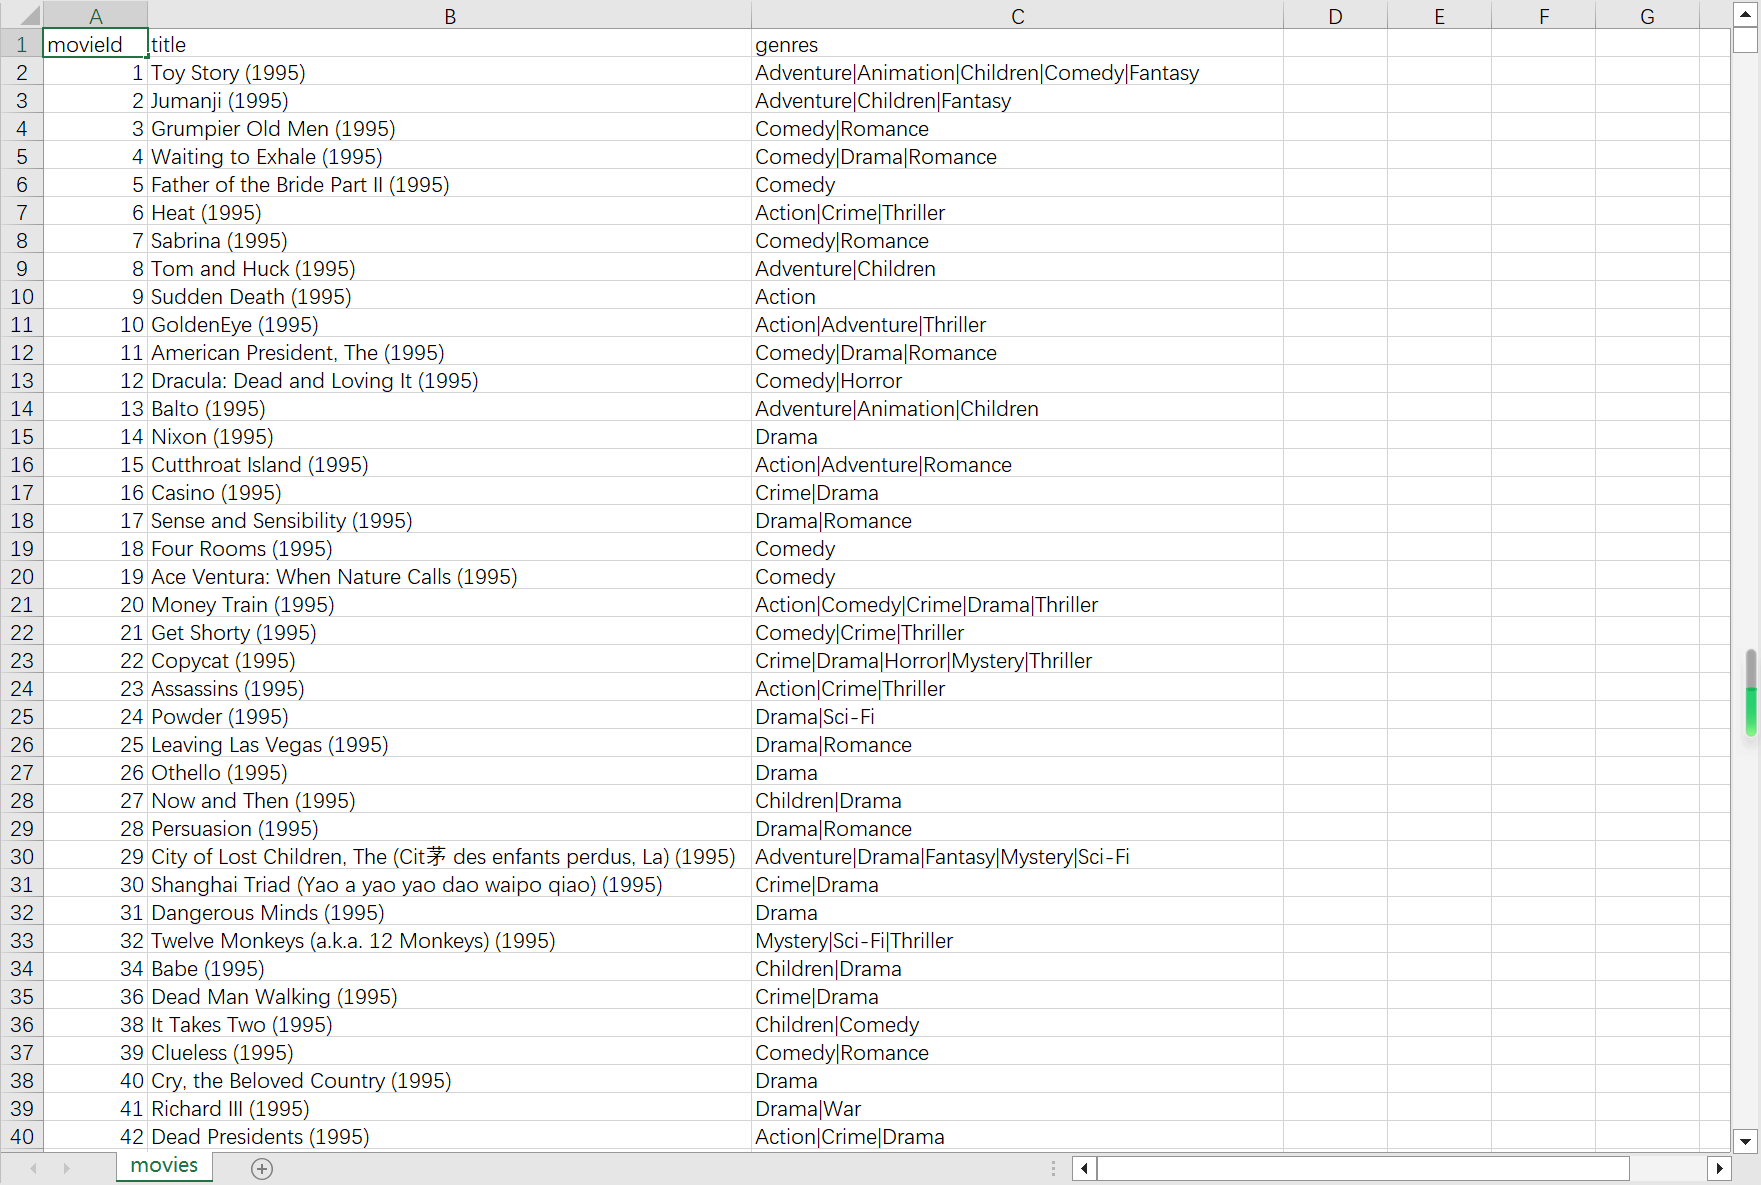 A B C D E F G
1 movieId title genres
2 1 Toy Story (1995) Adventure|Animation|Children|Comedy|Fantasy
3 2 Jumanji (1995) Adventure|Children|Fantasy
4 3 Grumpier Old Men (1995) Comedy|Romance
5 4 Waiting to Exhale (1995) Comedy|Drama|Romance
6 5 Father of the Bride Part II (1995) Comedy
7 6 Heat (1995) Action|Crime|Thriller
8 7 Sabrina (1995) Comedy|Romance
9 8 Tom and Huck (1995) Adventure|Children
10 9 Sudden Death (1995) Action
11 10 GoldenEye (1995) Action|Adventure|Thriller
12 11 American President, The (1995) Comedy|Drama|Romance
13 12 Dracula: Dead and Loving It (1995) Comedy|Horror
14 13 Balto (1995) Adventure|Animation|Children
15 14 Nixon (1995) Drama
16 15 Cutthroat Island (1995) Action|Adventure|Romance
17 16 Casino (1995) Crime|Drama
18 17 Sense and Sensibility (1995) Drama|Romance
19 18 Four Rooms (1995) Comedy
20 19 Ace Ventura: When Nature Calls (1995) Comedy
21 20 Money Train (1995) Action|Comedy|Crime|Drama|Thriller
22 21 Get Shorty (1995) Comedy|Crime|Thriller
23 22 Copycat (1995) Crime|Drama|Horror|Mystery|Thriller
24 23 Assassins (1995) Action|Crime|Thriller
25 24 Powder (1995) Drama|Sci-Fi
26 25 Leaving Las Vegas (1995) Drama|Romance
27 26 Othello (1995) Drama
28 27 Now and Then (1995) Children|Drama
29 28 Persuasion (1995) Drama|Romance
30 29 City of Lost Children, The (Cit茅 des enfants perdus, La) (1995) Adventure|Drama|Fantasy|Mystery|Sci-Fi
31 30 Shanghai Triad (Yao a yao yao dao waipo qiao) (1995) Crime|Drama
32 31 Dangerous Minds (1995) Drama
33 32 Twelve Monkeys (a.k.a. 12 Monkeys) (1995) Mystery|Sci-Fi|Thriller
34 34 Babe (1995) Children|Drama
35 36 Dead Man Walking (1995) Crime|Drama
36 38 It Takes Two (1995) Children|Comedy
37 39 Clueless (1995) Comedy|Romance
38 40 Cry, the Beloved Country (1995) Drama
39 41 Richard III (1995) Drama|War
40 42 Dead Presidents (1995) Action|Crime|Drama
movies